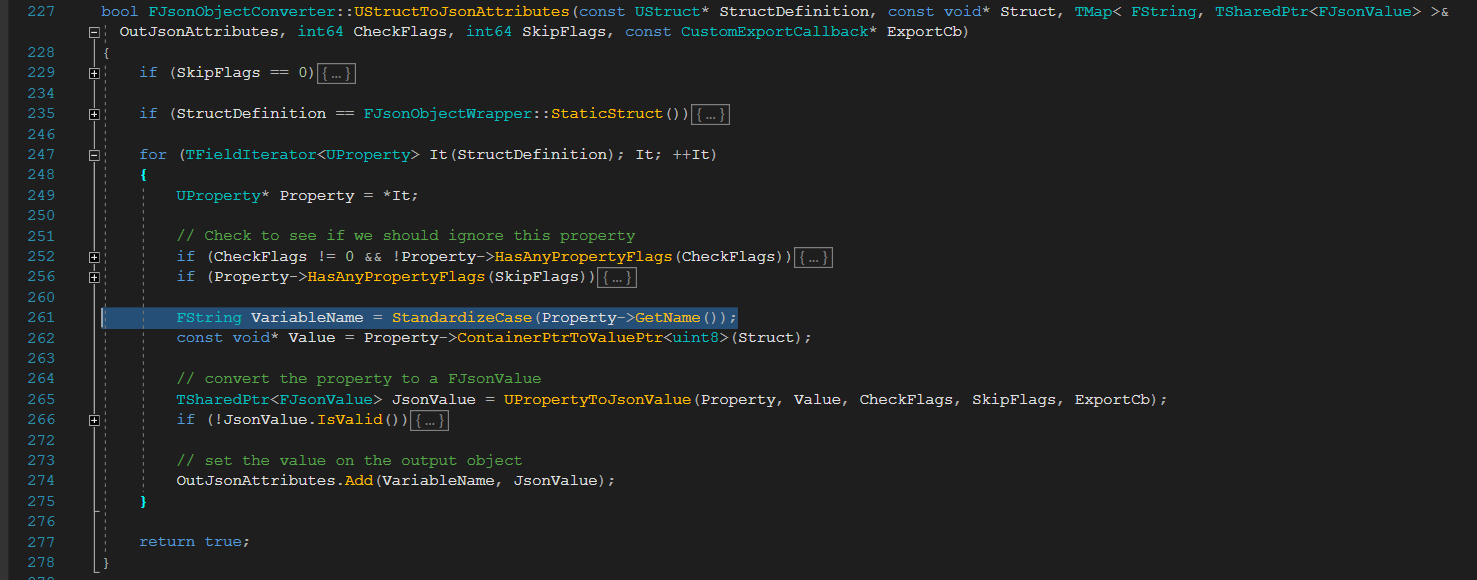 227 bool FJsonObjectConverter::UStructToJsonAttributes(const UStruct* StructDefinition, const void* Struct, TMap< FString, TSharedPtr<FJsonValue> >&
OutJsonAttributes, int64 CheckFlags, int64 SkipFlags, const CustomExportCallback* ExportCb)
228 {
229 if (SkipFlags == 0){...}
234
235 if (StructDefinition == FJsonObjectWrapper::StaticStruct()){...}
246
247 for (TFieldIterator<UProperty> It(StructDefinition); It; ++It)
248 {
249 UProperty* Property = *It;
250
251 // Check to see if we should ignore this property
252 if (CheckFlags != 0 && !Property->HasAnyPropertyFlags(CheckFlags)){...}
256 if (Property->HasAnyPropertyFlags(SkipFlags)){...}
260
261 FString VariableName = StandardizeCase(Property->GetName());
262 const void* Value = Property->ContainerPtrToValuePtr<uint8>(Struct);
263
264 // convert the property to a FJsonValue
265 TSharedPtr<FJsonValue> JsonValue = UPropertyToJsonValue(Property, Value, CheckFlags, SkipFlags, ExportCb);
266 if (!JsonValue.IsValid()){...}
272
273 // set the value on the output object
274 OutJsonAttributes.Add(VariableName, JsonValue);
275 }
276
277 return true;
278 }